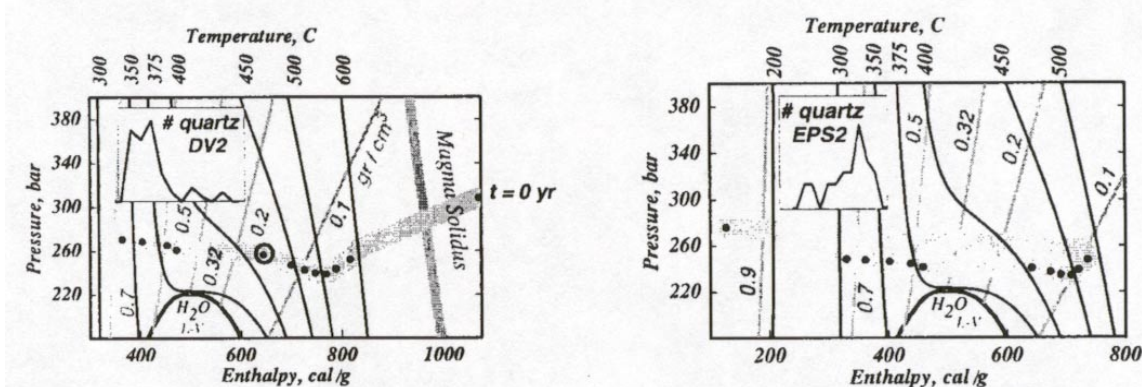 Temperature, C
300
350
375
400
450
500
600
Pressure, bar
380
340
300
260
220
# quartz
DV2
gr / cm³
Magma
Solidus
t = 0 yr
0.7
0.5
0.32
0.2
0.1
H₂O
L-V
400
600
800
1000
Enthalpy, cal /g
Temperature, C
200
300
350
375
400
450
500
Pressure, bar
380
340
300
260
220
# quartz
EPS2
0.9
0.7
0.5
0.32
0.2
0.1
H₂O
L-V
200
400
600
800
Enthalpy, cal/g